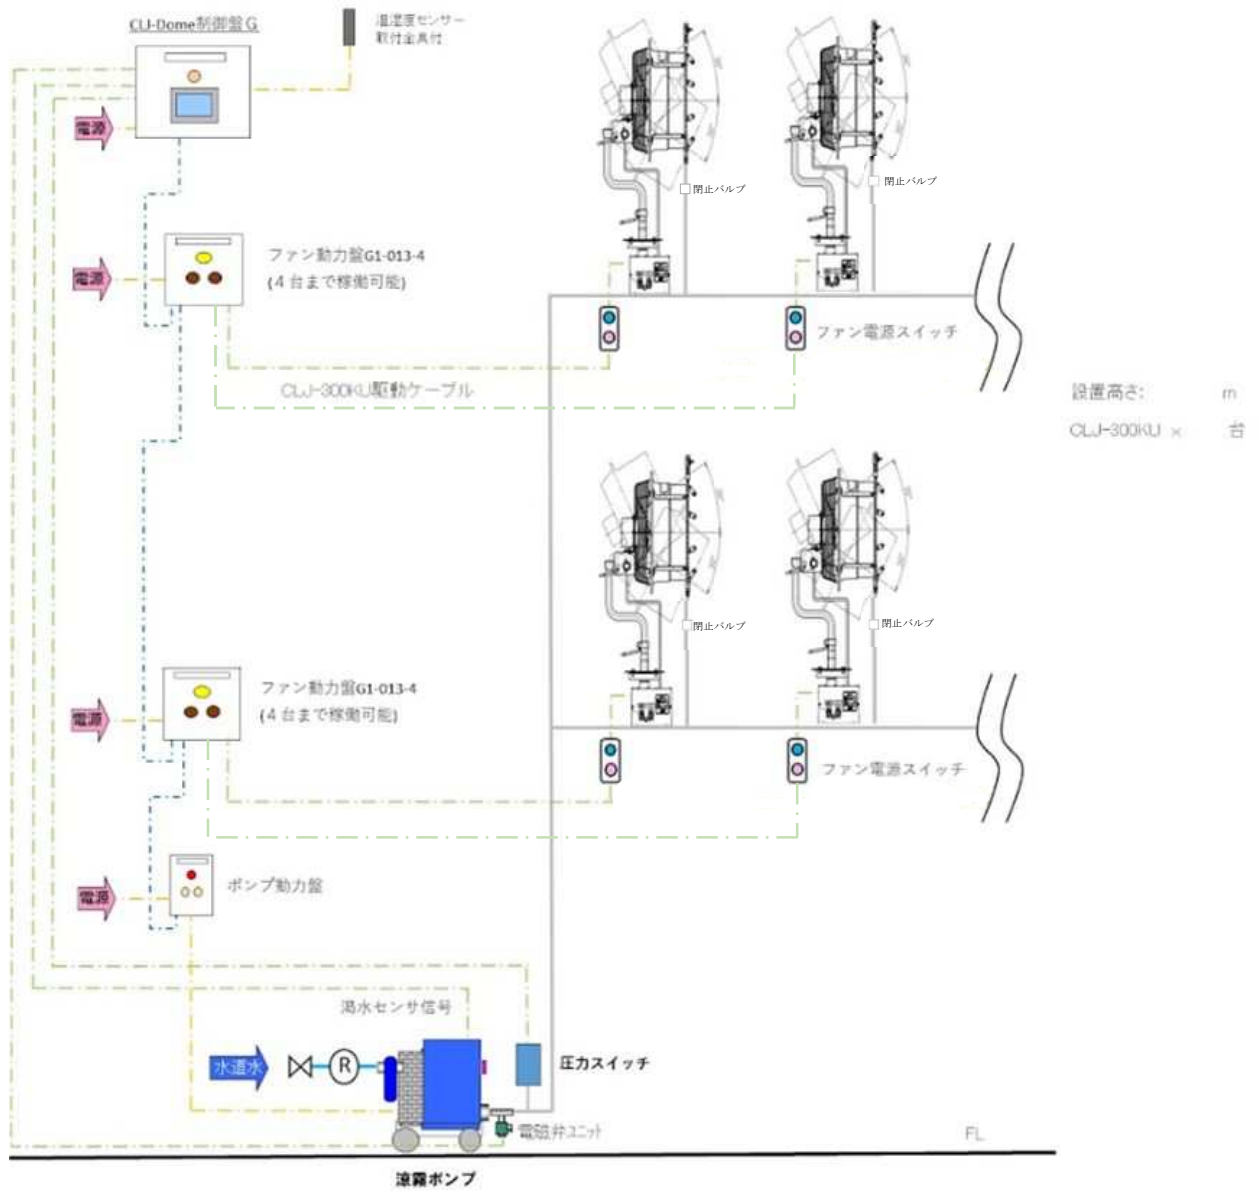 CLJ-Dome制御盤G
温湿度センサー
取付金具付
電源
閉止バルブ
閉止バルブ
電源
ファン動力盤G1-013-4
(4台まで稼働可能)
ファン電源スイッチ
CLJ-300KU駆動ケーブル
設置高さ: m
CLJ-300KU × 台
閉止バルブ
閉止バルブ
電源
ファン動力盤G1-013-4
(4台まで稼働可能)
ファン電源スイッチ
電源
ポンプ動力盤
渇水センサ信号
水道水
R
圧力スイッチ
電磁弁ユニット
FL
涼霧ポンプ